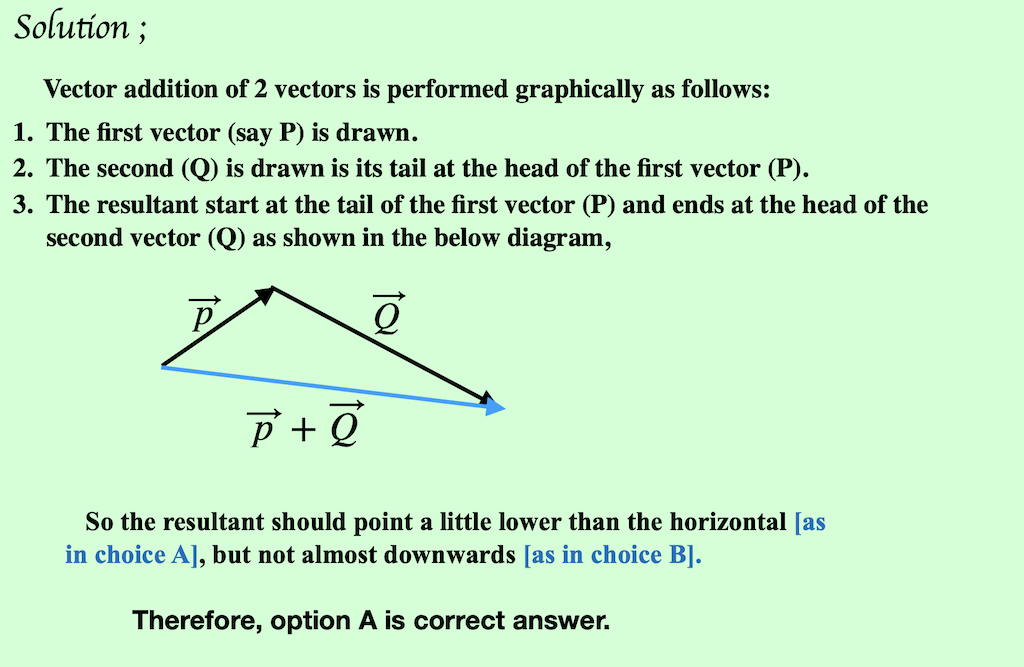 Solution ;
Vector addition of 2 vectors is performed graphically as follows:
1. The first vector (say P) is drawn.
2. The second (Q) is drawn is its tail at the head of the first vector (P).
3. The resultant start at the tail of the first vector (P) and ends at the head of the
second vector (Q) as shown in the below diagram,
p⃗
Q⃗
p⃗ + Q⃗
So the resultant should point a little lower than the horizontal [as
in choice A], but not almost downwards [as in choice B].
Therefore, option A is correct answer.